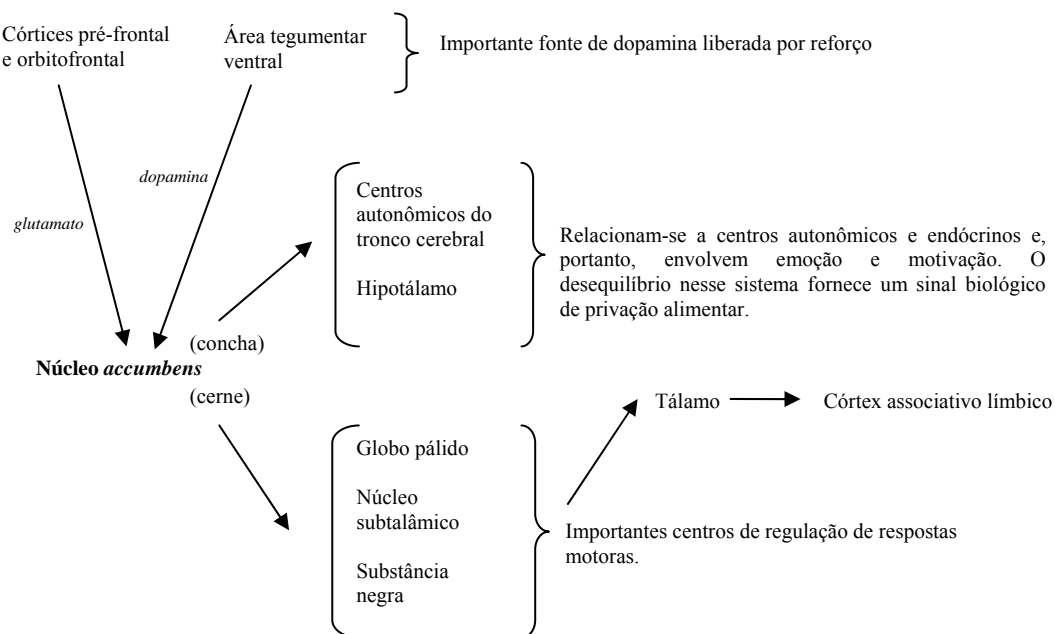 Córtices pré-frontal
e orbitofrontal
Área tegumentar
ventral
Importante fonte de dopamina liberada por reforço
dopamina
glutamato
Centros
autonômicos do
tronco cerebral
Hipotálamo
Relacionam-se a centros autonômicos e endócrinos e,
portanto, envolvem emoção e motivação. O
desequilíbrio nesse sistema fornece um sinal biológico
de privação alimentar.
(concha)
Núcleo accumbens
(cerne)
Tálamo
Córtex associativo límbico
Globo pálido
Núcleo
subtalâmico
Substância
negra
Importantes centros de regulação de respostas
motoras.